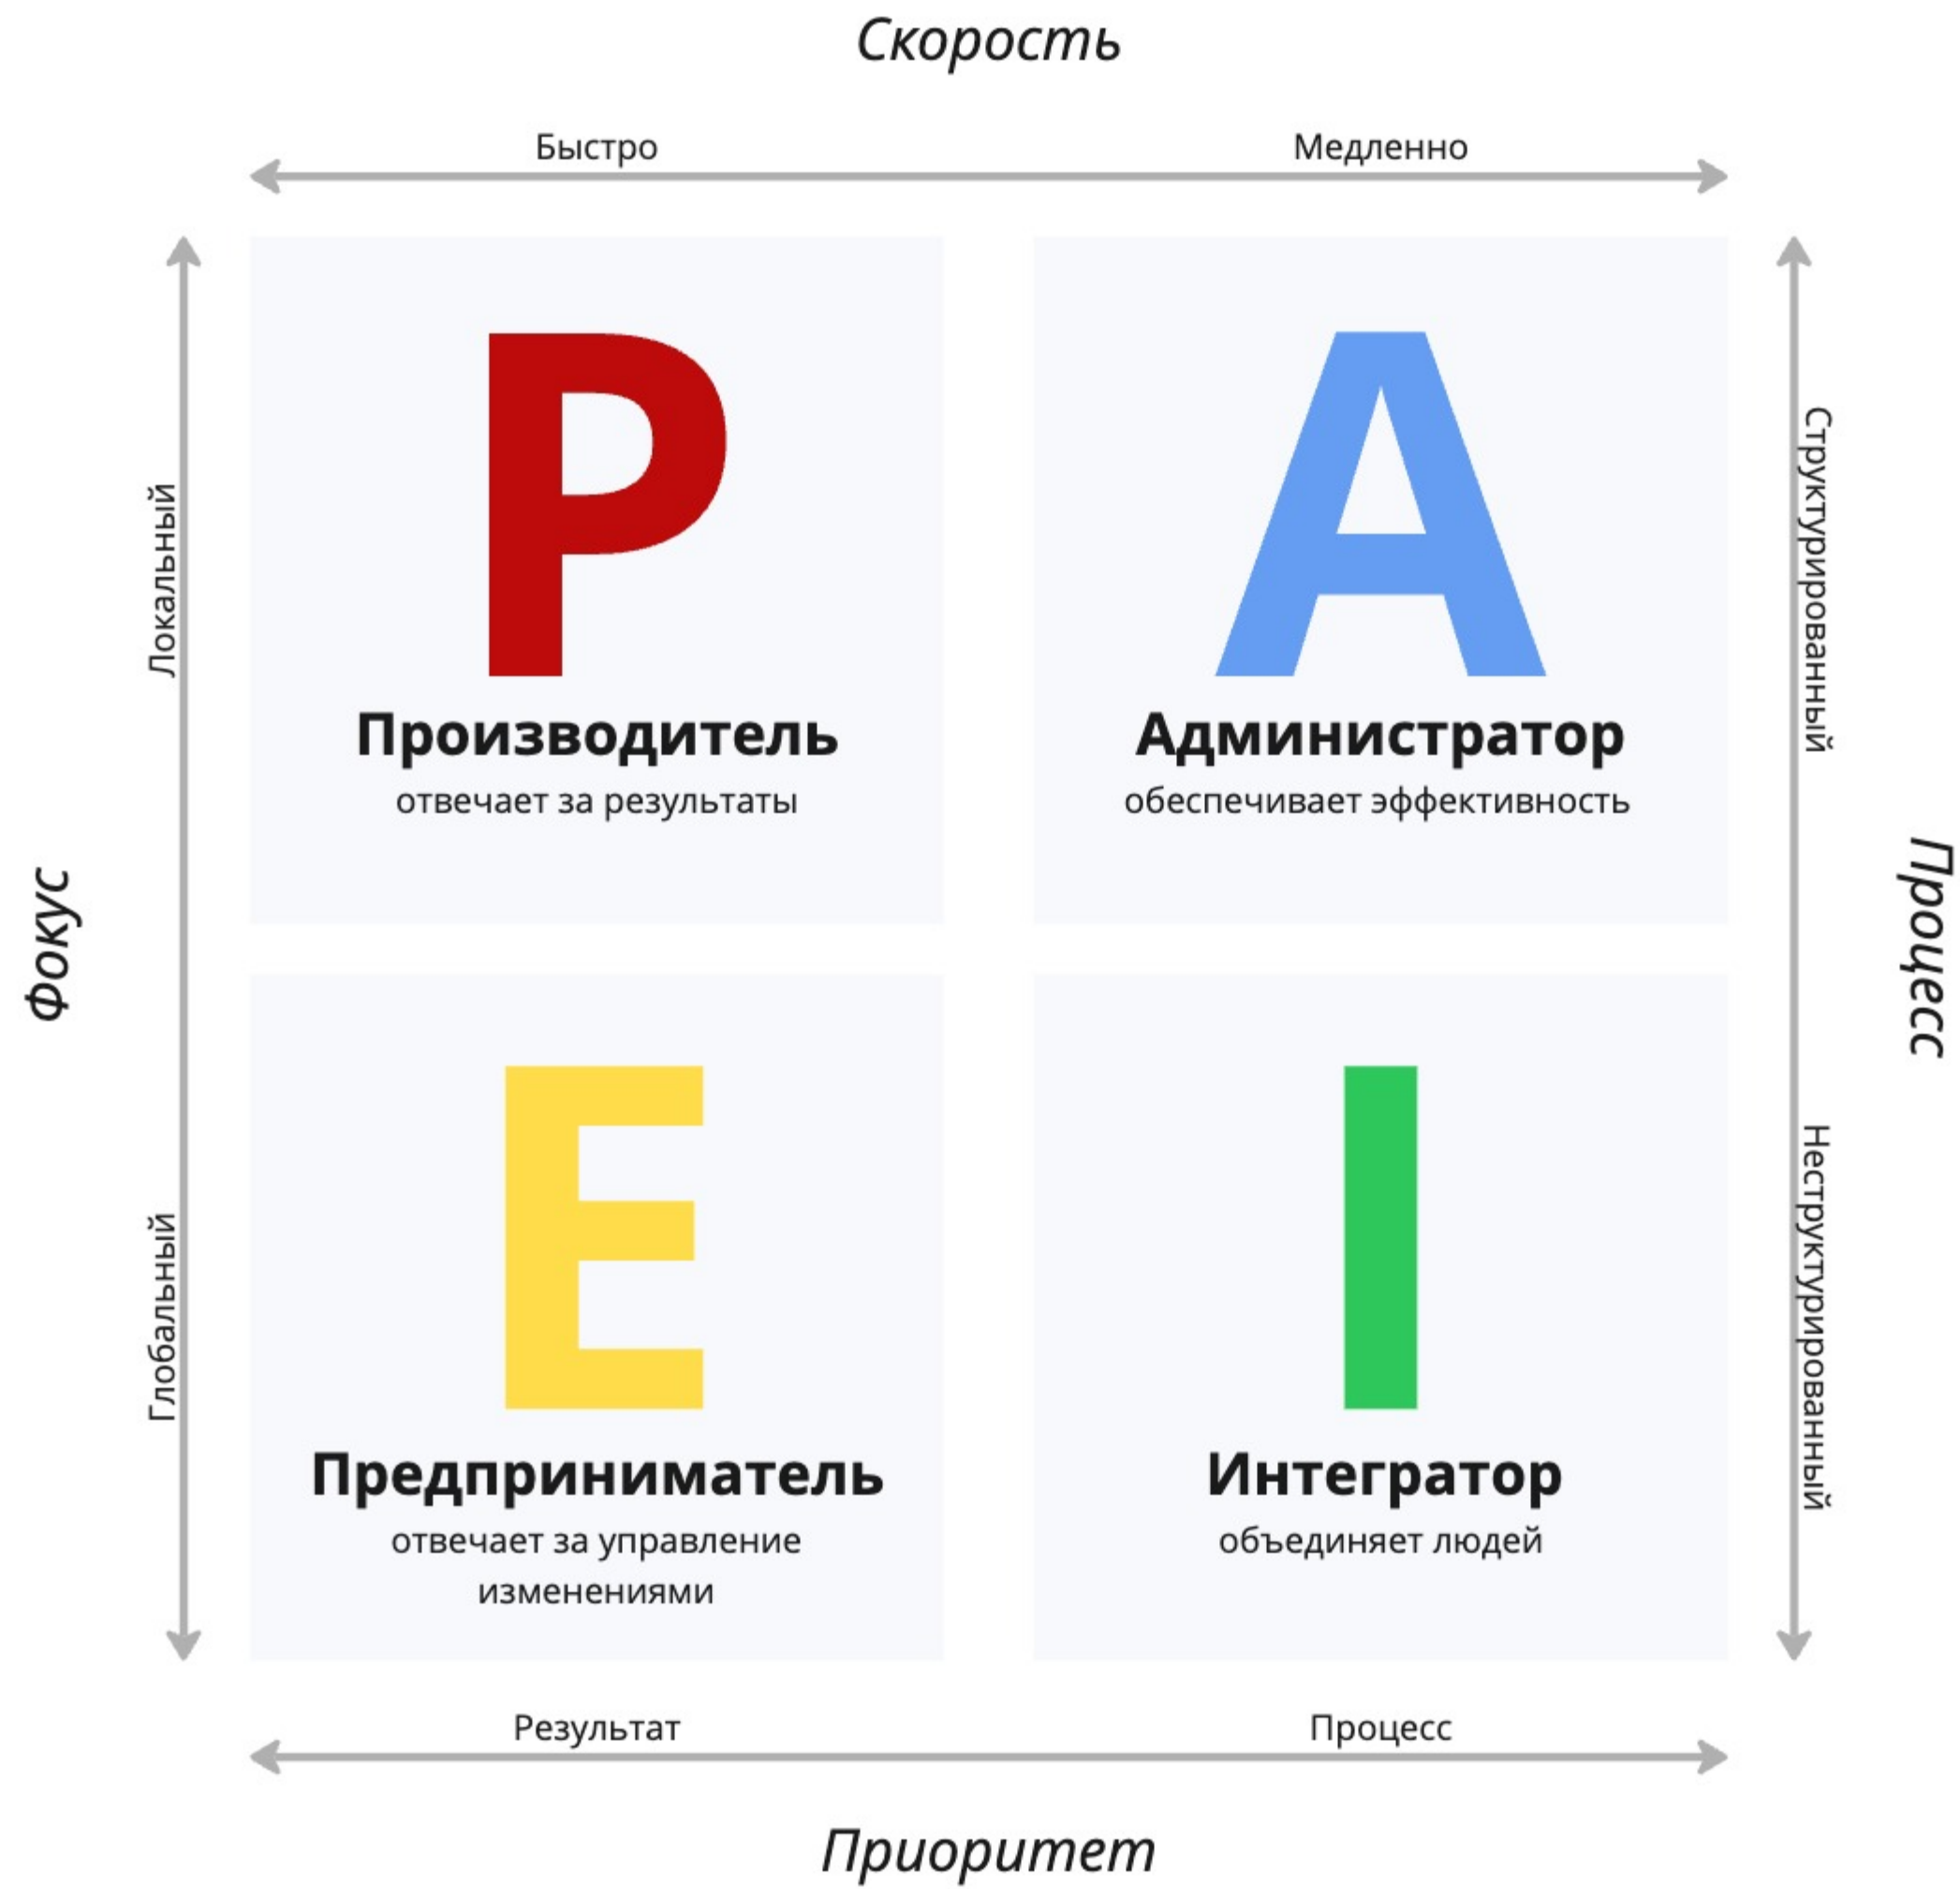 Скорость
Быстро
Медленно
Фокус
Локальный
Глобальный
P
Производитель
отвечает за результаты
A
Администратор
обеспечивает эффективность
E
Предприниматель
отвечает за управление
изменениями
I
Интегратор
объединяет людей
Структурированный
Неструктурированный
Процесс
Результат
Процесс
Приоритет